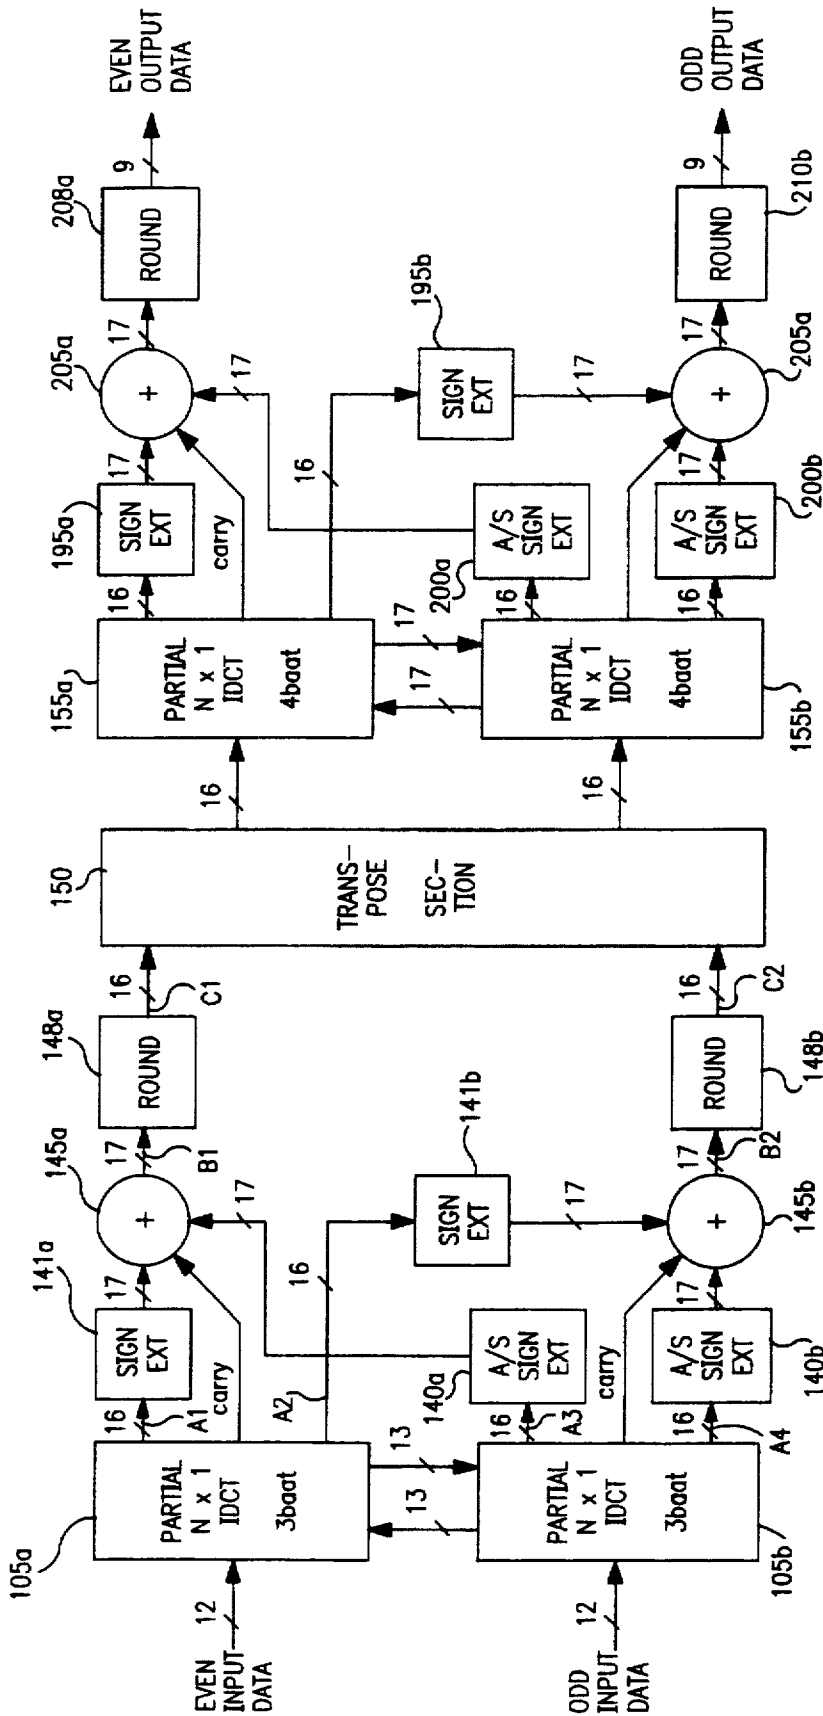 EVEN
INPUT
DATA
12
105a
PARTIAL
N x 1
IDCT
3baat
16
A1
carry
A2
16
141a
SIGN
EXT
17
145a
+
17
B1
148a
ROUND
16
C1
13
13
ODD
INPUT
DATA
12
105b
PARTIAL
N x 1
IDCT
3baat
16
A3
140a
A/S
SIGN
EXT
17
carry
16
A4
140b
A/S
SIGN
EXT
17
141b
SIGN
EXT
17
145b
+
17
B2
148b
ROUND
16
C2
150
TRANS-
POSE
SEC-
TION
16
16
155a
PARTIAL
N x 1
IDCT
4baat
16
carry
16
195a
SIGN
EXT
17
205a
+
17
208a
ROUND
9
EVEN
OUTPUT
DATA
17
17
155b
PARTIAL
N x 1
IDCT
4baat
16
200a
A/S
SIGN
EXT
17
16
200b
A/S
SIGN
EXT
17
195b
SIGN
EXT
17
205a
+
17
210b
ROUND
9
ODD
OUTPUT
DATA